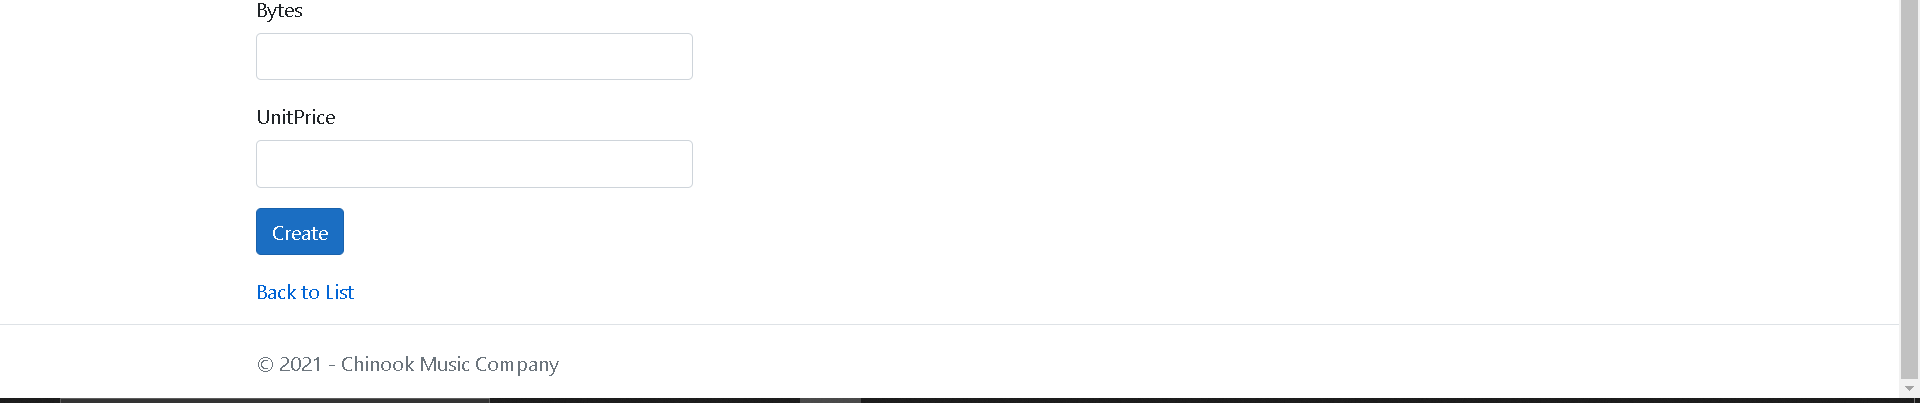 Bytes
UnitPrice
Create
Back to List
© 2021 - Chinook Music Company